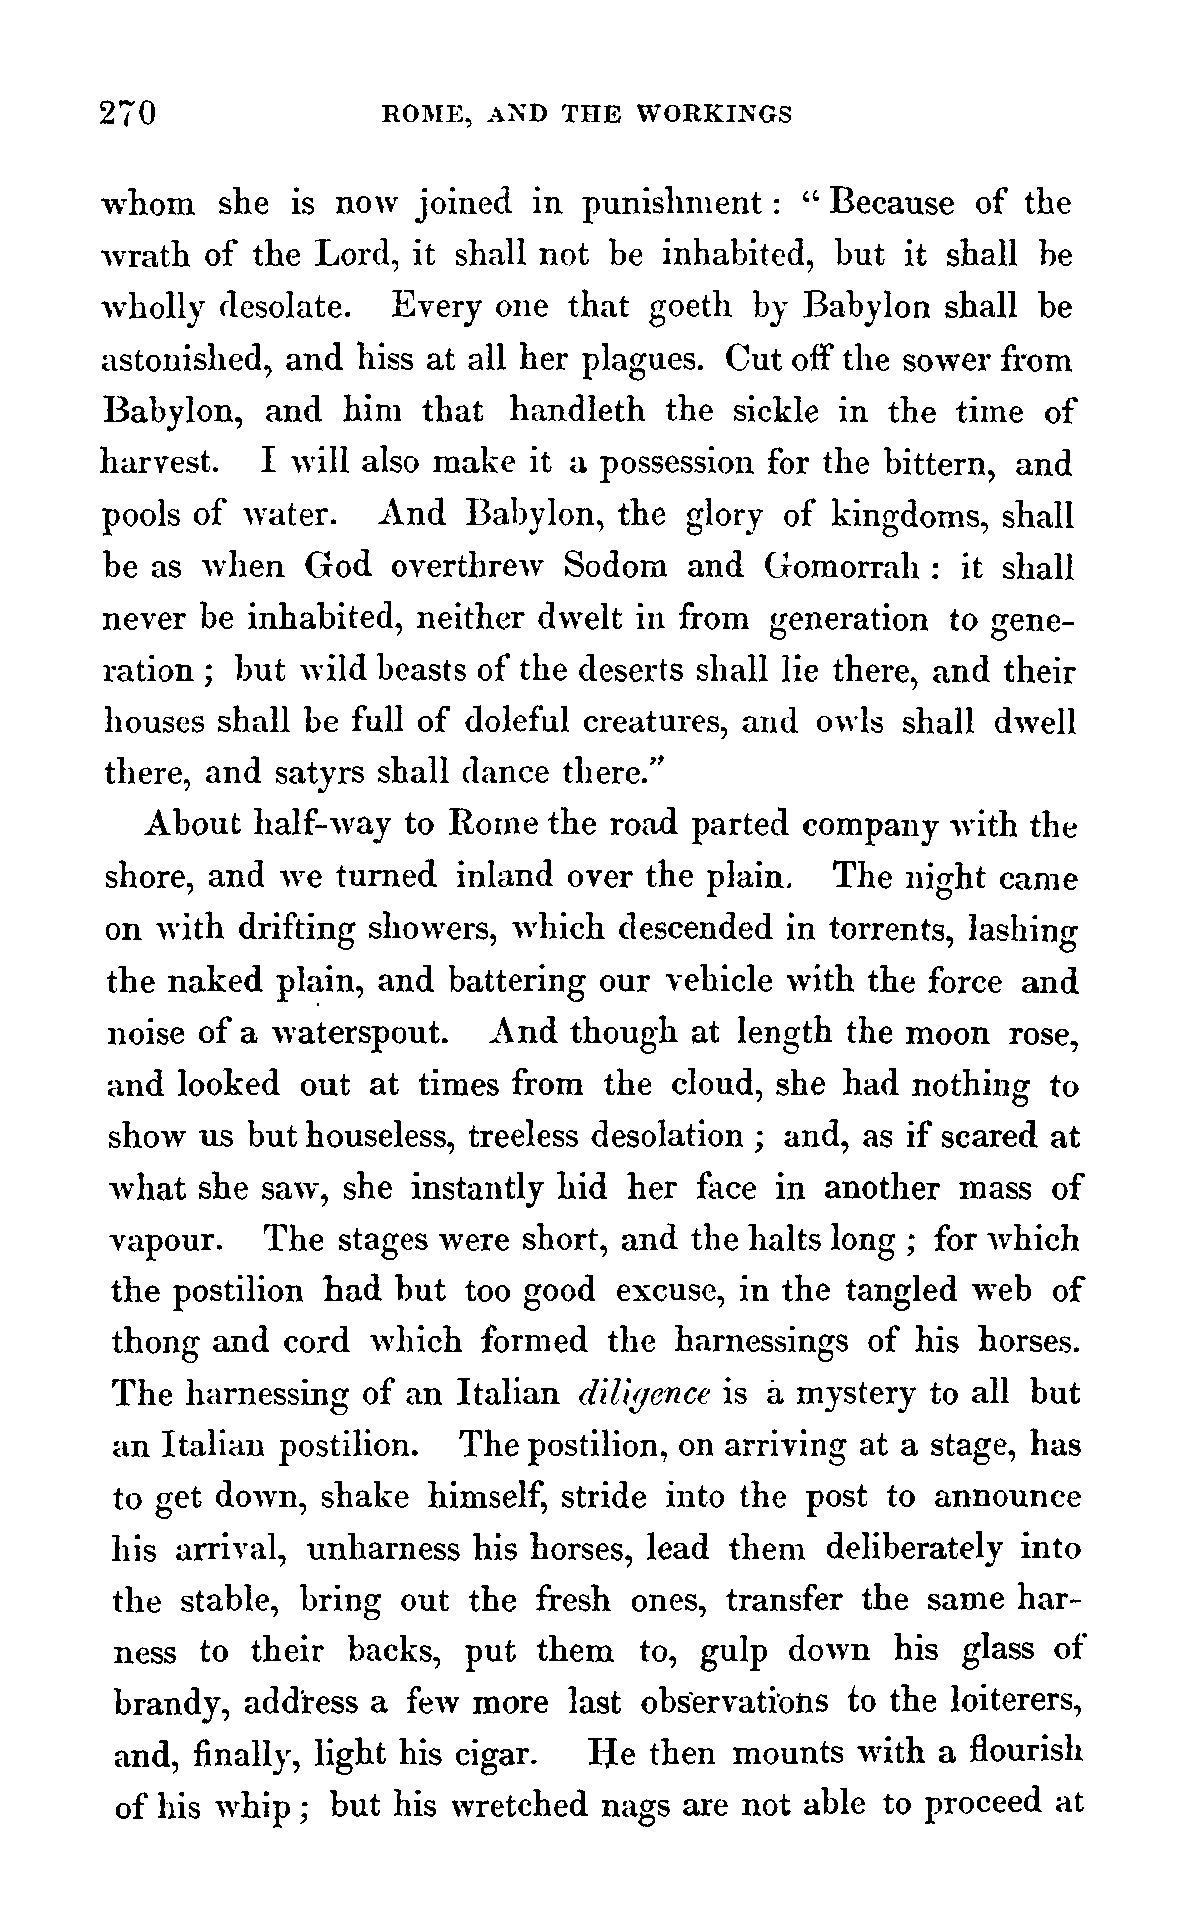 270 ROME, AND THE WORKINGS
whom she is now joined in punishment : “ Because of the
wrath of the Lord, it shall not be inhabited, but it shall be
wholly desolate. Every one that goeth by Babylon shall be
astonished, and hiss at all her plagues. Cut off the sower from
Babylon, and him that handleth the sickle in the time of
harvest. I will also make it a possession for the bittern, and
pools of water. And Babylon, the glory of kingdoms, shall
be as when God overthrew Sodom and Gomorrah : it shall
never be inhabited, neither dwelt in from generation to gene-
ration ; but wild beasts of the deserts shall lie there, and their
houses shall be full of doleful creatures, and owls shall dwell
there, and satyrs shall dance there.”
About half-way to Rome the road parted company with the
shore, and we turned inland over the plain. The night came
on with drifting showers, which descended in torrents, lashing
the naked plain, and battering our vehicle with the force and
noise of a waterspout. And though at length the moon rose,
and looked out at times from the cloud, she had nothing to
show us but houseless, treeless desolation ; and, as if scared at
what she saw, she instantly hid her face in another mass of
vapour. The stages were short, and the halts long ; for which
the postilion had but too good excuse, in the tangled web of
thong and cord which formed the harnessings of his horses.
The harnessing of an Italian diligence is a mystery to all but
an Italian postilion. The postilion, on arriving at a stage, has
to get down, shake himself, stride into the post to announce
his arrival, unharness his horses, lead them deliberately into
the stable, bring out the fresh ones, transfer the same har-
ness to their backs, put them to, gulp down his glass of
brandy, address a few more last observations to the loiterers,
and, finally, light his cigar. He then mounts with a flourish
of his whip ; but his wretched nags are not able to proceed at